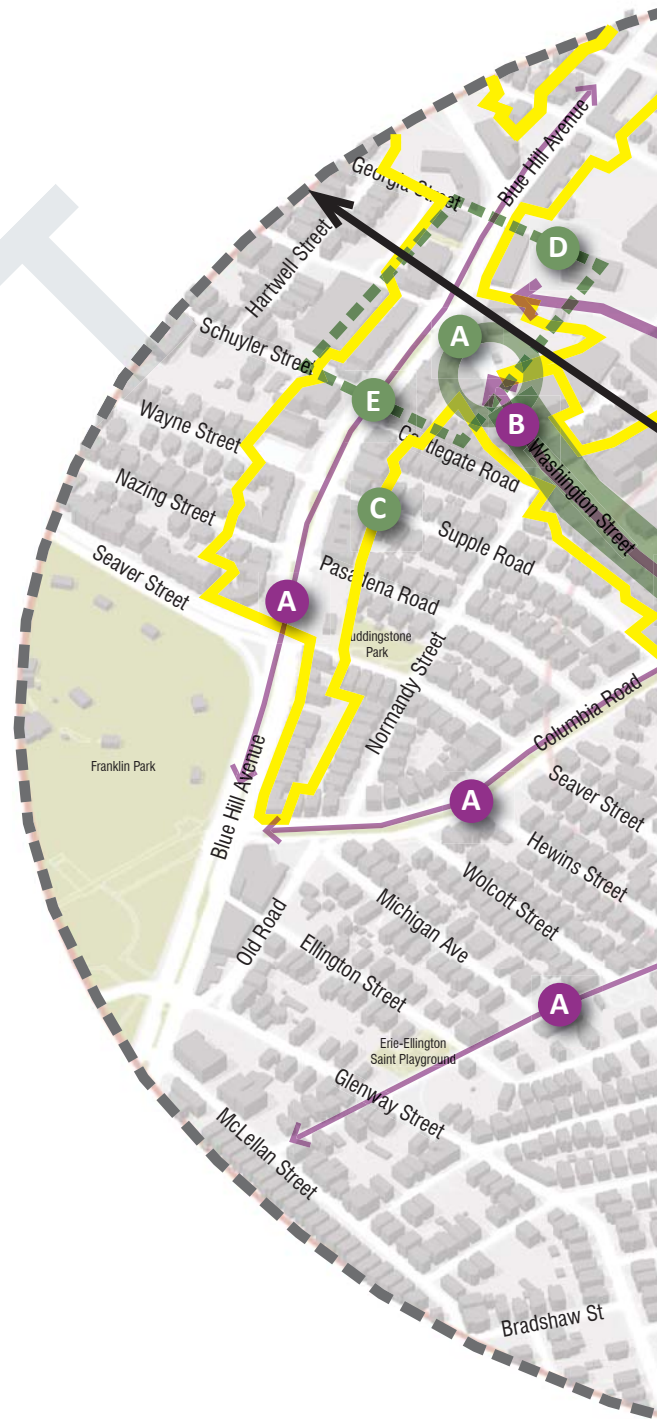 T
Georgia Street
Blue Hill Avenue
Hartwell Street
D
Schuyler Street
A
E
B
Wayne Street
Castlegate Road
Washington Street
Nazing Street
C
Supple Road
Seaver Street
Pasadena Road
A
uddingstone
Park
Normandy Street
Columbia Road
Franklin Park
Blue Hill Avenue
A
Seaver Street
Hewins Street
Wolcott Street
Michigan Ave
Old Road
Ellington Street
A
Erie-Ellington
Saint Playground
Glenway Street
McLellan Street
Bradshaw St